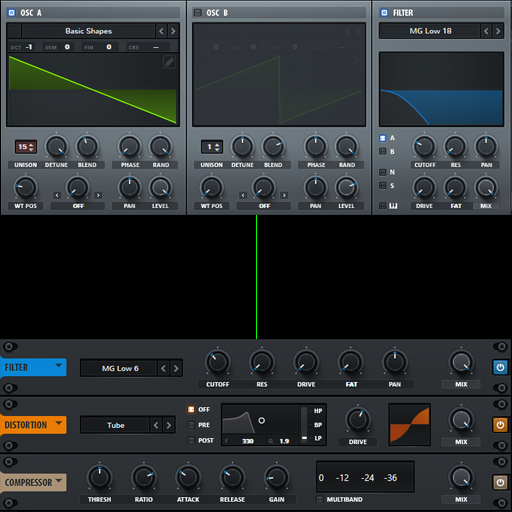 OSC A
OSC B
FILTER
Basic Shapes
MG Low 18
OCT -1 SEM 0 FIN 0 CRS --
15
1
A
B
UNISON DETUNE BLEND PHASE RAND
UNISON DETUNE BLEND PHASE RAND
CUTOFF RES PAN
N
S
OFF
OFF
WT POS PAN LEVEL
WT POS PAN LEVEL
DRIVE FAT MIX
FILTER
MG Low 6
CUTOFF RES DRIVE FAT PAN MIX
DISTORTION
Tube
OFF
PRE
POST
F 330 Q 1.9
HP
BP
LP
DRIVE
MIX
COMPRESSOR
THRESH RATIO ATTACK RELEASE GAIN
0 -12 -24 -36
MULTIBAND
MIX